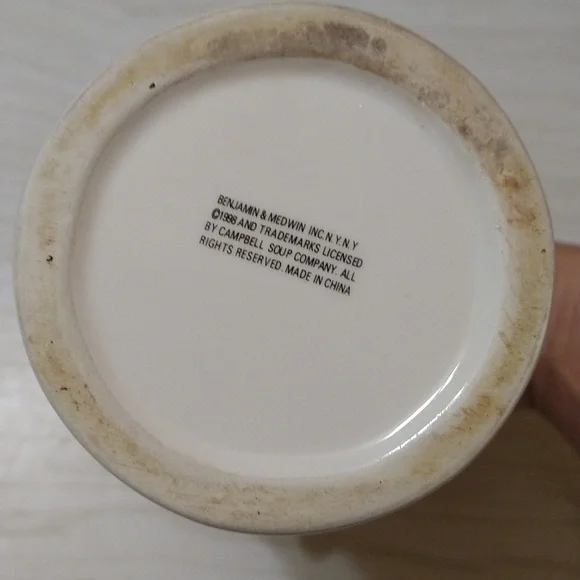 BENJAMIN & MEDWIN INC.N.Y.N.Y
©1998 AND TRADEMARKS LICENSED
BY CAMPBELL SOUP COMPANY. ALL
RIGHTS RESERVED. MADE IN CHINA